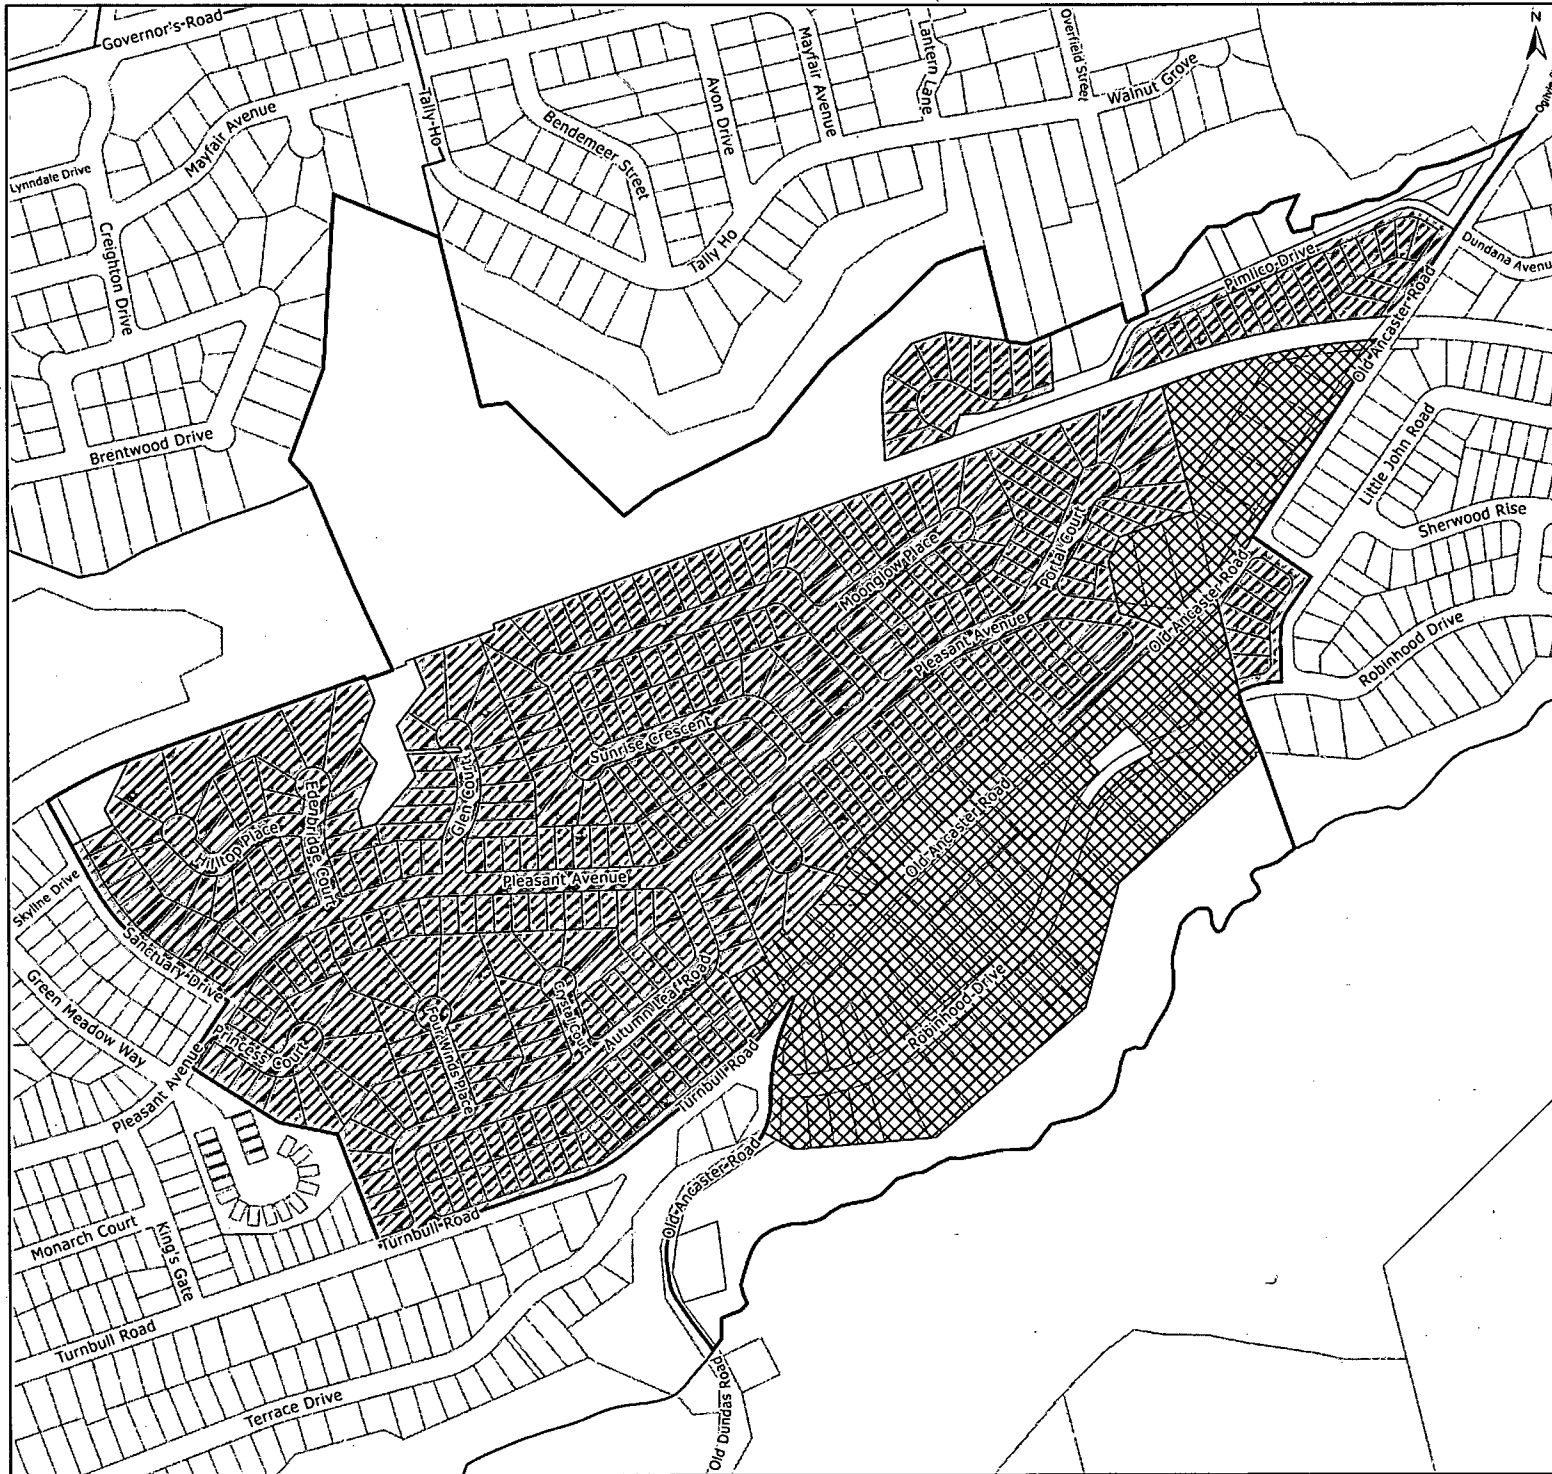 N
Governor's Road
Tally-Ho
Mayfair Avenue
Lantern Lane
Overfield Street
Walnut Grove
Avon Drive
Mayfair Avenue
Bendemeer Street
Lynndale Drive
Creighton Drive
Tally Ho
Dundana Avenue
Pimlico Drive
Old Ancaster Road
Brentwood Drive
Little John Road
Sherwood Rise
Portal Court
Moonglow Place
Old Ancaster Road
Pleasant Avenue
Robinhood Drive
Sunrise Crescent
Glen Court
Edenbridge Court
Hilltop Place
Old Ancaster Road
Pleasant Avenue
Skyline Drive
Sanctuary Drive
Green Meadow Way
Autumn Leaf Road
Crystal Court
Four Winds Place
Princess Court
Robinhood Drive
Turnbull Road
Pleasant Avenue
Old Ancaster Road
Monarch Court
King's Gate
Turnbull Road
Turnbull Road
Terrace Drive
Old Dundas Road